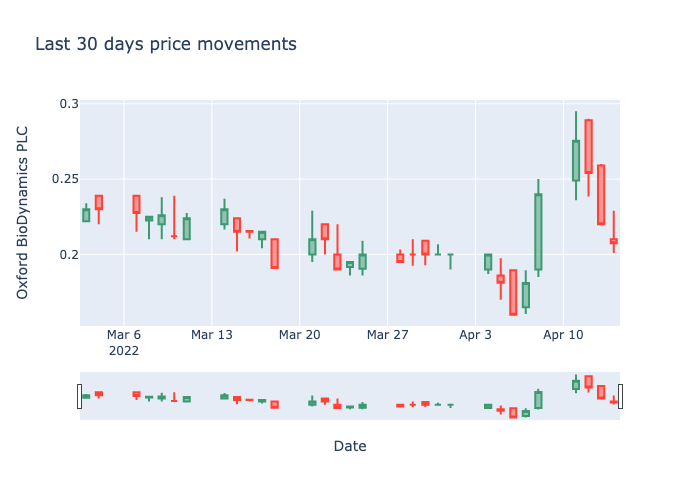 Last 30 days price movements
Oxford BioDynamics PLC
0.3
0.25
0.2
Mar 6
2022
Mar 13
Mar 20
Mar 27
Apr 3
Apr 10
Date